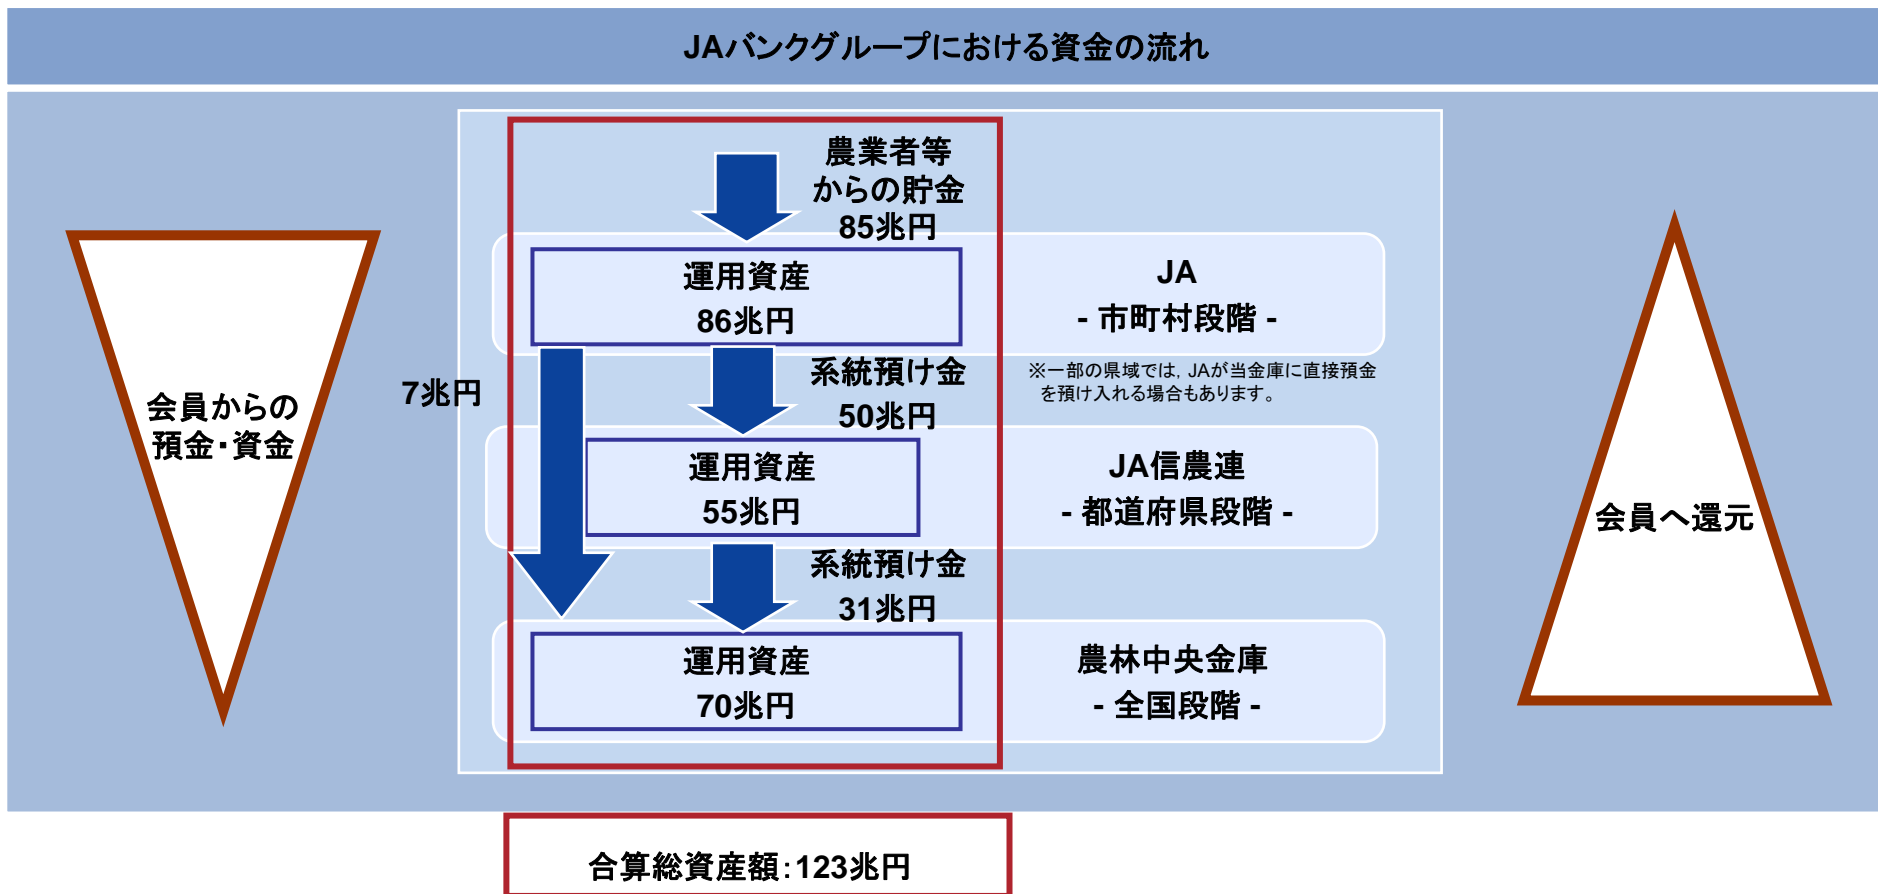 JAバンクグループにおける資金の流れ
農業者等
からの貯金
85兆円
運用資産
86兆円
JA
- 市町村段階 -
7兆円
系統預け金
50兆円
※一部の県域では, JAが当金庫に直接預金
を預け入れる場合もあります。
会員からの
預金・資金
運用資産
55兆円
JA信農連
- 都道府県段階 -
会員へ還元
系統預け金
31兆円
運用資産
70兆円
農林中央金庫
- 全国段階 -
合算総資産額：123兆円